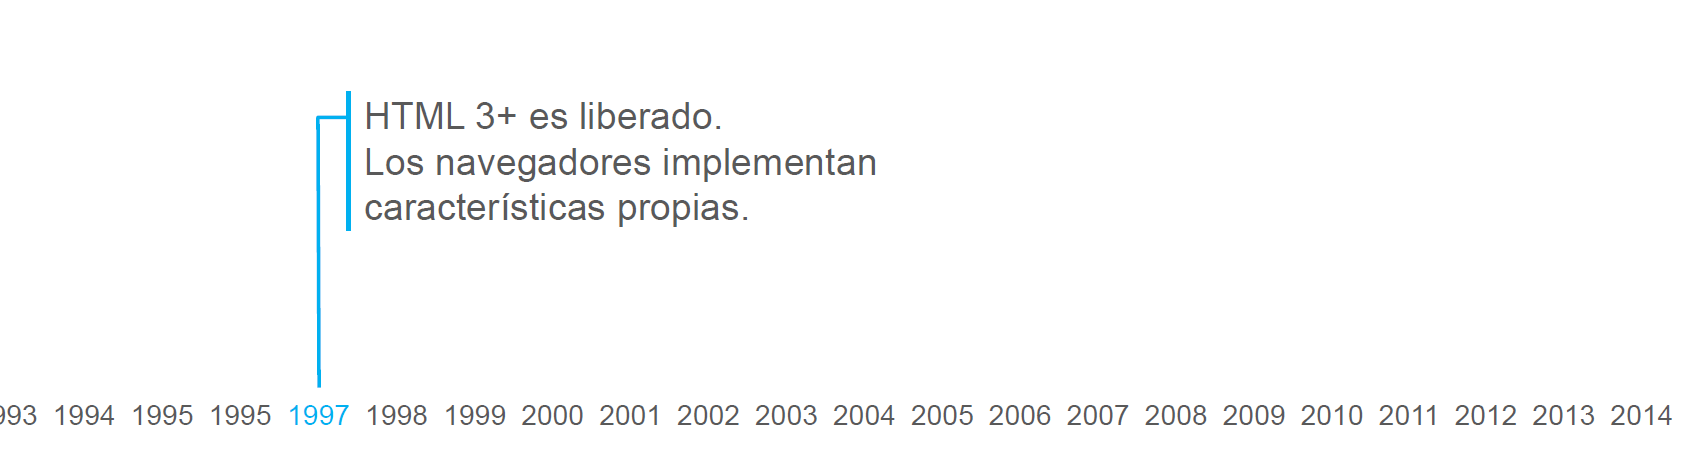 HTML 3+ es liberado.
Los navegadores implementan
características propias.
993 1994 1995 1995 1997 1998 1999 2000 2001 2002 2003 2004 2005 2006 2007 2008 2009 2010 2011 2012 2013 2014